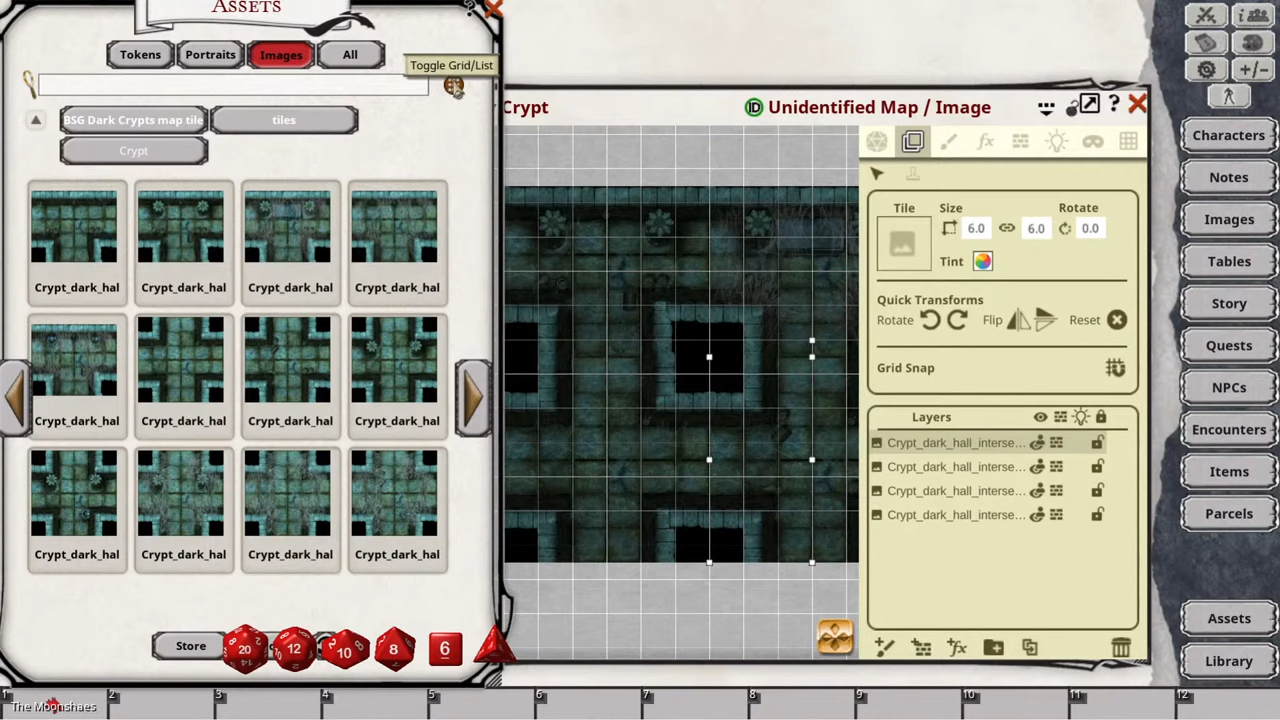 ASSETS
?
Tokens
Portraits
Images
All
Toggle Grid/List
BSG Dark Crypts map tile
tiles
Crypt
Crypt_dark_hal
Crypt_dark_hal
Crypt_dark_hal
Crypt_dark_hal
Crypt_dark_hal
Crypt_dark_hal
Crypt_dark_hal
Crypt_dark_hal
Crypt_dark_hal
Crypt_dark_hal
Crypt_dark_hal
Crypt_dark_hal
Store
20
12
10
8
6
Crypt
ID Unidentified Map / Image
?
fx
Tile
Size
Rotate
6.0
6.0
0.0
Tint
Quick Transforms
Rotate
Flip
Reset
Grid Snap
Layers
Crypt_dark_hall_interse...
Crypt_dark_hall_interse...
Crypt_dark_hall_interse...
Crypt_dark_hall_interse...
fx
+/-
Characters
Notes
Images
Tables
Story
Quests
NPCs
Encounters
Items
Parcels
Assets
Library
1 2 3 4 5 6 7 8 9 10 11 12
The Moonshaes